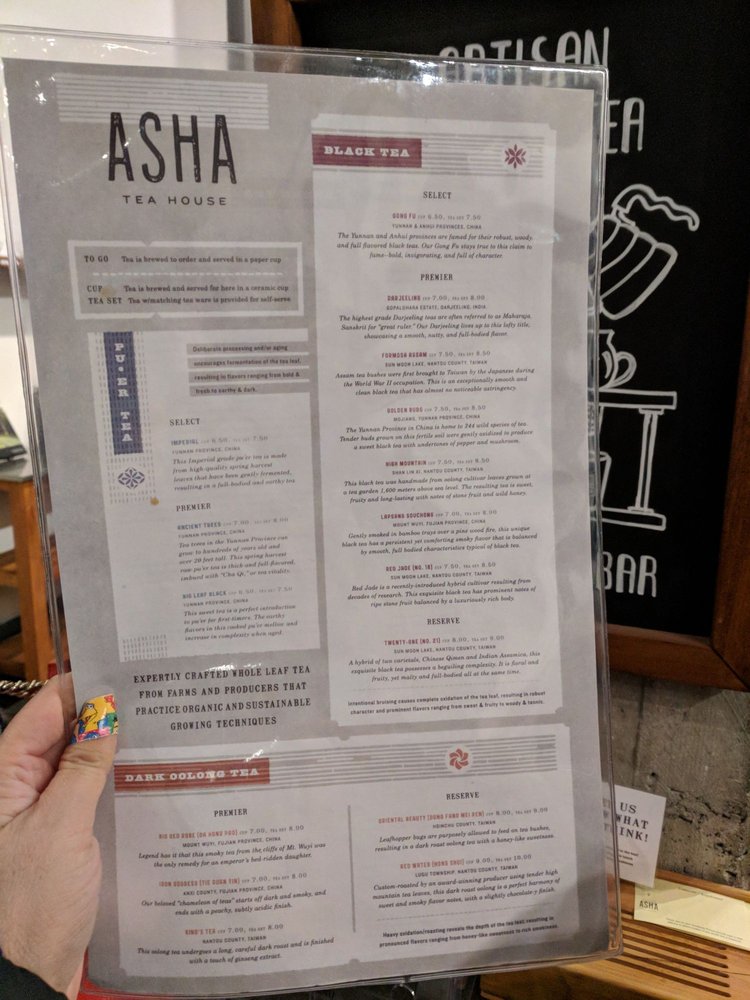 ARTISAN
TEA
BAR
ASHA
TEA HOUSE
TO GO Tea is brewed to order and served in a paper cup
CUP Tea is brewed and served for here in a ceramic cup
TEA SET Tea w/matching tea ware is provided for self-serve
PU·ER TEA
Deliberate processing and/or aging
encourages fermentation of the tea leaf,
resulting in flavors ranging from bold &
fresh to earthy & dark.
SELECT
IMPERIAL CUP 6.50, TEA SET 7.50
YUNNAN PROVINCE, CHINA
This Imperial grade pu'er tea is made
from high quality spring harvest
leaves that have been gently fermented,
resulting in a full-bodied and earthy tea.
PREMIER
ANCIENT TREES CUP 7.00, TEA SET 8.00
YUNNAN PROVINCE, CHINA
Tea trees in the Yunnan Province can
grow to hundreds of years old and
over 20 feet tall. This spring harvest
raw pu'er tea is thick and full-flavored,
imbued with "Cha Qi," or tea vitality.
BIG LEAF BLACK CUP 6.50, TEA SET 7.50
YUNNAN PROVINCE, CHINA
This sweet tea is a perfect introduction
to pu'er for first-timers. The earthy
flavors in this cooked pu'er mellow and
increase in complexity when aged.
EXPERTLY CRAFTED WHOLE LEAF TEA
FROM FARMS AND PRODUCERS THAT
PRACTICE ORGANIC AND SUSTAINABLE
GROWING TECHNIQUES
BLACK TEA
SELECT
GONG FU CUP 6.50, TEA SET 7.50
YUNNAN & ANHUI PROVINCES, CHINA
The Yunnan and Anhui provinces are famed for their robust, woody,
and full flavored black teas. Our Gong Fu stays true to this claim to
fame–bold, invigorating, and full of character.
PREMIER
DARJEELING CUP 7.50, TEA SET 8.00
GOPALDHARA ESTATE, DARJEELING, INDIA
The highest grade Darjeeling teas are often referred to as Maharaja,
Sanskrit for "great ruler." Our Darjeeling lives up to this lofty title,
showcasing a smooth, nutty, and full-bodied flavor.
FORMOSA ASSAM CUP 7.50, TEA SET 8.50
SUN MOON LAKE, NANTOU COUNTY, TAIWAN
Assam tea bushes were first brought to Taiwan by the Japanese during
the World War II occupation. This is an exceptionally smooth and
clean black tea that has almost no noticeable astringency.
GOLDEN BUDS CUP 7.50, TEA SET 8.50
MOJIANG, YUNNAN PROVINCE, CHINA
The Yunnan Province in China is home to 244 wild species of tea.
Tender buds grown on this fertile soil were gently oxidized to produce
a sweet black tea with undertones of pepper and mushroom.
HIGH MOUNTAIN CUP 7.50, TEA SET 8.50
SHAN LIN XI, NANTOU COUNTY, TAIWAN
This black tea was handmade from oolong cultivar leaves grown at
a tea garden 1,600 meters above sea level. The resulting tea is sweet,
fruity and long-lasting with notes of stone fruit and wild honey.
LAPSANG SOUCHONG CUP 7.00, TEA SET 8.00
MOUNT WUYI, FUJIAN PROVINCE, CHINA
Gently smoked in bamboo trays over a pine wood fire, this unique
black tea has a persistent yet comforting smoky flavor that is balanced
by smooth, full bodied characteristics typical of black tea.
RED JADE [NO. 18] CUP 7.50, TEA SET 8.50
SUN MOON LAKE, NANTOU COUNTY, TAIWAN
Red Jade is a recently-introduced hybrid cultivar resulting from
decades of research. This exquisite black tea has prominent notes of
ripe stone fruit balanced by a luxuriously rich body.
RESERVE
TWENTY-ONE [NO. 21] CUP 8.00, TEA SET 9.00
SUN MOON LAKE, NANTOU COUNTY, TAIWAN
A hybrid of two varietals, Chinese Qimen and Indian Assamica, this
exquisite black tea possesses a beguiling complexity. It is floral and
fruity, yet malty and full-bodied all at the same time.
Intentional bruising causes complete oxidation of the tea leaf, resulting in robust
character and prominent flavors ranging from sweet & fruity to woody & tannic.
DARK OOLONG TEA
PREMIER
BIG RED ROBE [DA HONG PAO] CUP 7.00, TEA SET 8.00
MOUNT WUYI, FUJIAN PROVINCE, CHINA
Legend has it that this smoky tea from the cliffs of Mt. Wuyi was
the only remedy for an emperor's bed-ridden daughter.
IRON GODDESS [TIE GUAN YIN] CUP 7.00, TEA SET 8.00
ANXI COUNTY, FUJIAN PROVINCE, CHINA
Our beloved "chameleon of teas" starts off dark and smoky, and
ends with a peachy, subtly acidic finish.
KING'S TEA CUP 7.00, TEA SET 8.00
NANTOU COUNTY, TAIWAN
This oolong tea undergoes a long, careful dark roast and is finished
with a touch of ginseng extract.
RESERVE
ORIENTAL BEAUTY [DONG FANG MEI REN] CUP 8.00, TEA SET 9.00
HSINCHU COUNTY, TAIWAN
Leafhopper bugs are purposely allowed to feed on tea bushes,
resulting in a dark roast oolong tea with a honey-like sweetness.
RED WATER [HONG SHUI] CUP 9.00, TEA SET 10.00
LUGU TOWNSHIP, NANTOU COUNTY, TAIWAN
Custom-roasted by an award-winning producer using tender high
mountain tea leaves, this dark roast oolong is a perfect harmony of
sweet and smoky flavor notes, with a slightly chocolate-y finish.
Heavy oxidation/roasting reveals the depth of the tea leaf, resulting in
pronounced flavors ranging from honey-like sweetness to rich smokiness.
US
WHAT
INK!
ASHA